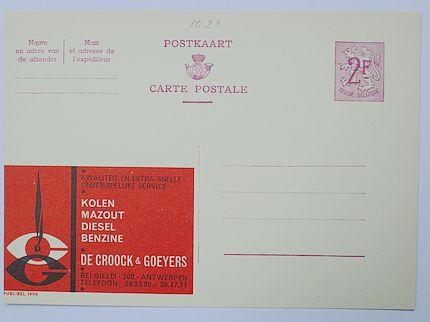 10,21
Naam
en adres van
de afzender
Nom
et adresse de
l'expéditeur
POSTKAART
CARTE POSTALE
2F
BELGIE-BELGIQUE
KWALITEIT EN EXTRA-SNELLE
ONBERISPELIJKE SERVICE
KOLEN
MAZOUT
DIESEL
BENZINE
DE CROOCK & GOEYERS
BELGIELEI - 200 - ANTWERPEN
TELEFOON: 39.33.82 - 39.47.77
PUBLIBEL 1999